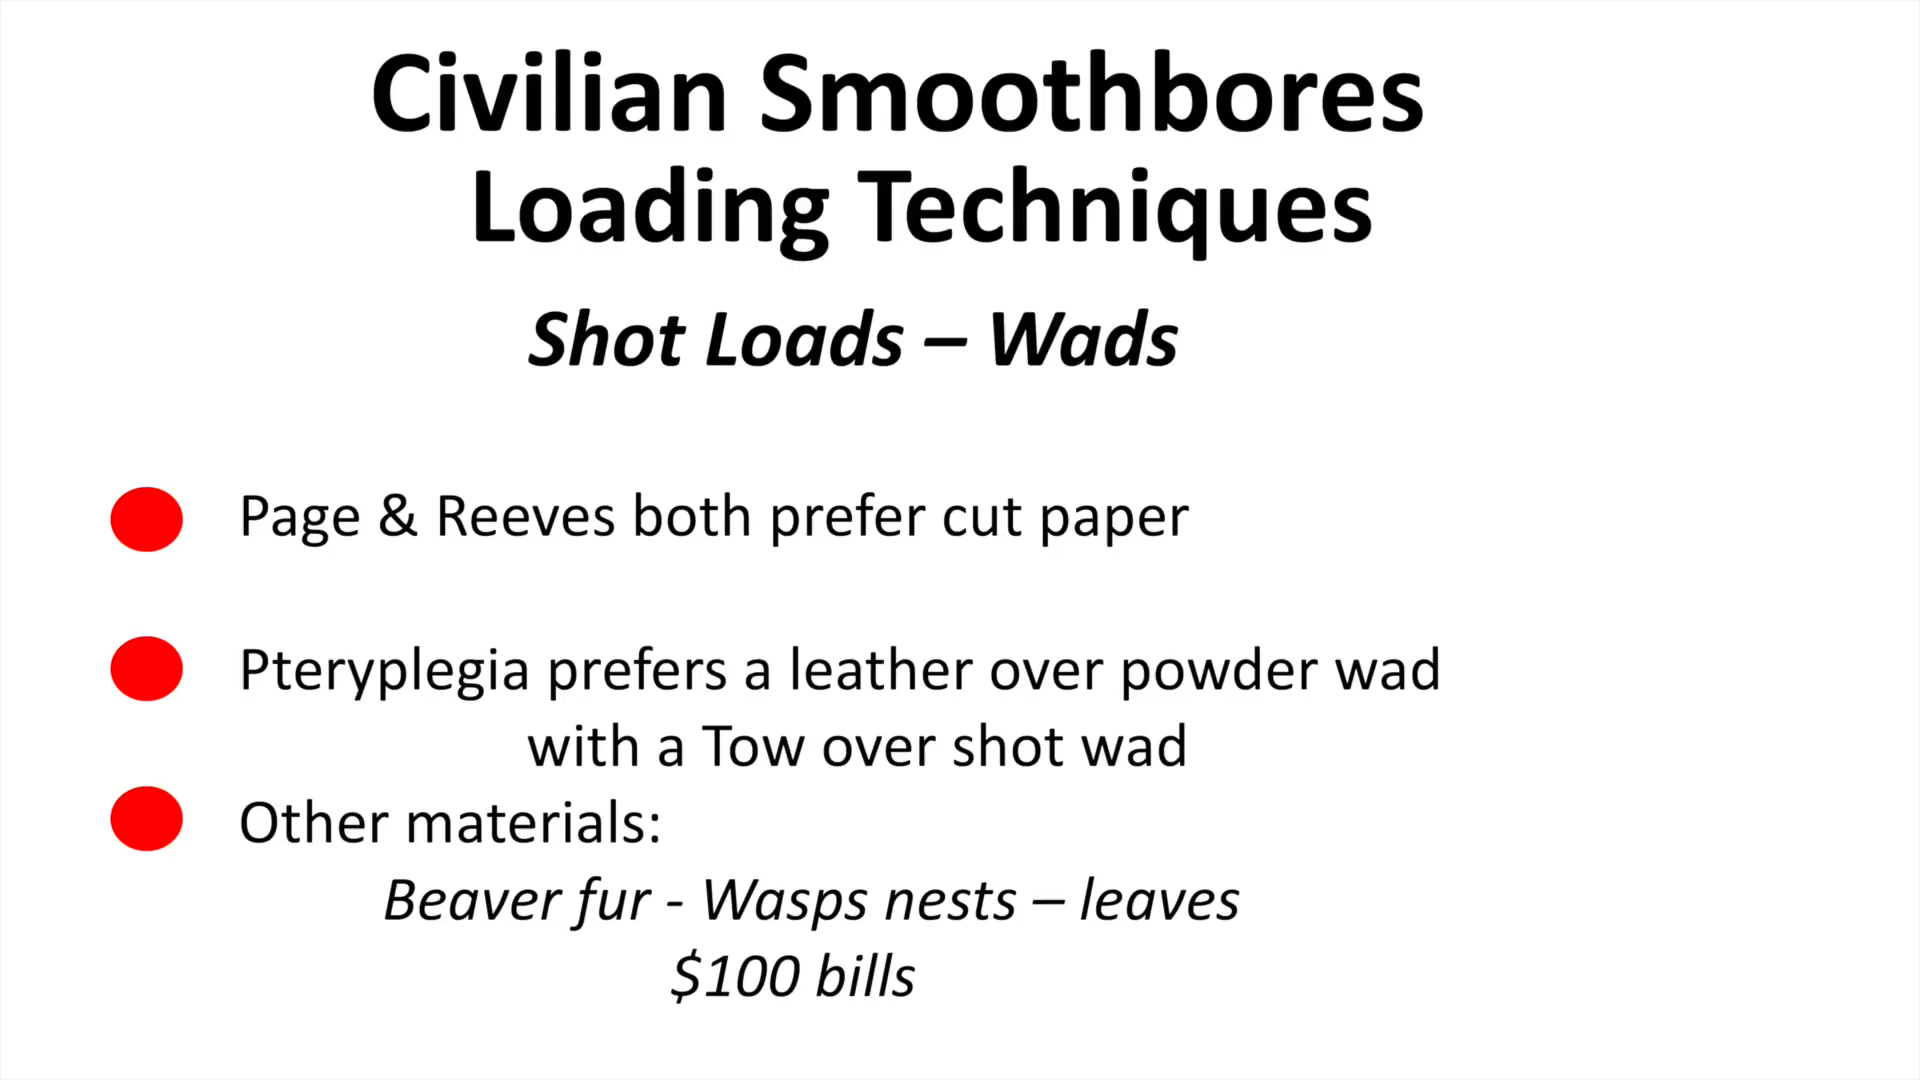 Civilian Smoothbores
Loading Techniques
Shot Loads – Wads
Page & Reeves both prefer cut paper
Pteryplegia prefers a leather over powder wad
with a Tow over shot wad
Other materials:
Beaver fur - Wasps nests – leaves
$100 bills